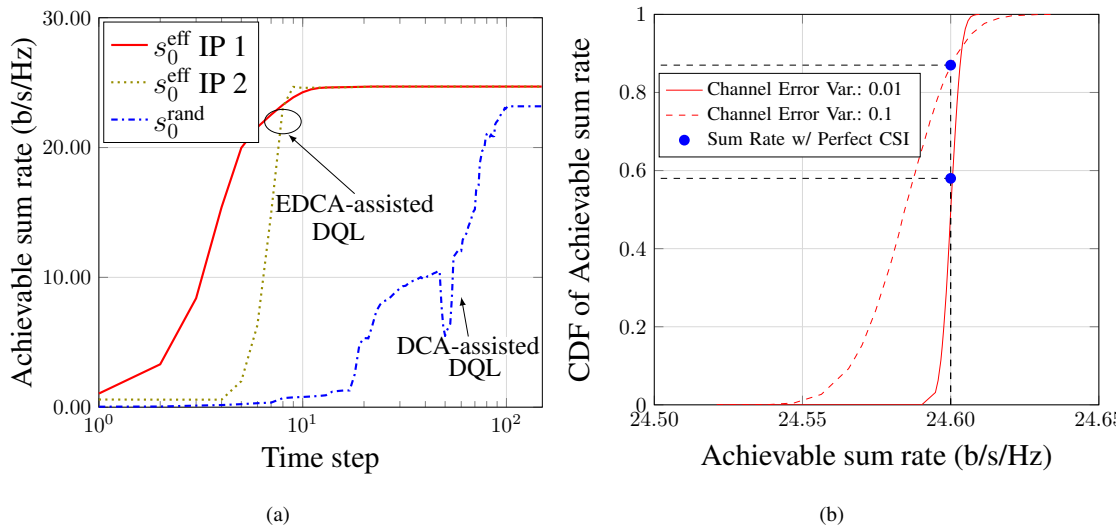 30.00
20.00
10.00
0.00
Achievable sum rate (b/s/Hz)
s_0^eff IP 1
s_0^eff IP 2
s_0^rand
EDCA-assisted
DQL
DCA-assisted
DQL
10^0
10^1
10^2
Time step
(a)
1
0.8
0.6
0.4
0.2
0
CDF of Achievable sum rate
Channel Error Var.: 0.01
Channel Error Var.: 0.1
Sum Rate w/ Perfect CSI
24.50
24.55
24.60
24.65
Achievable sum rate (b/s/Hz)
(b)